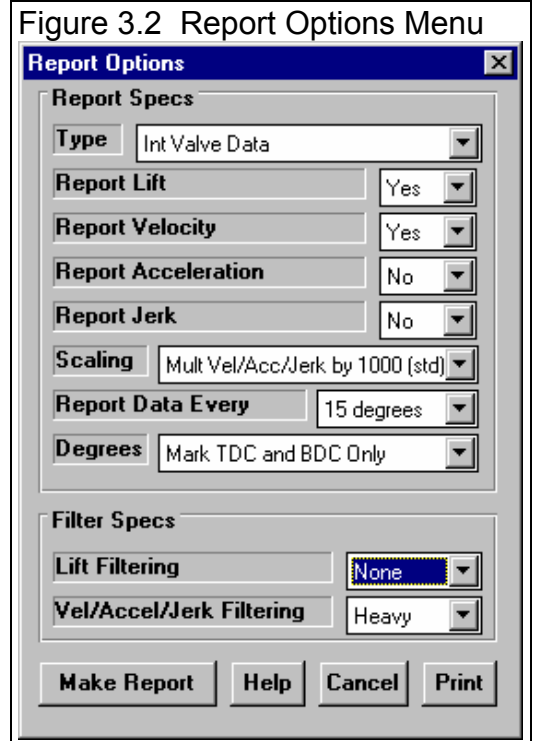 Figure 3.2 Report Options Menu
Report Options
Report Specs
Type Int Valve Data
Report Lift Yes
Report Velocity Yes
Report Acceleration No
Report Jerk No
Scaling Mult Vel/Acc/Jerk by 1000 (std)
Report Data Every 15 degrees
Degrees Mark TDC and BDC Only
Filter Specs
Lift Filtering None
Vel/Accel/Jerk Filtering Heavy
Make Report Help Cancel Print